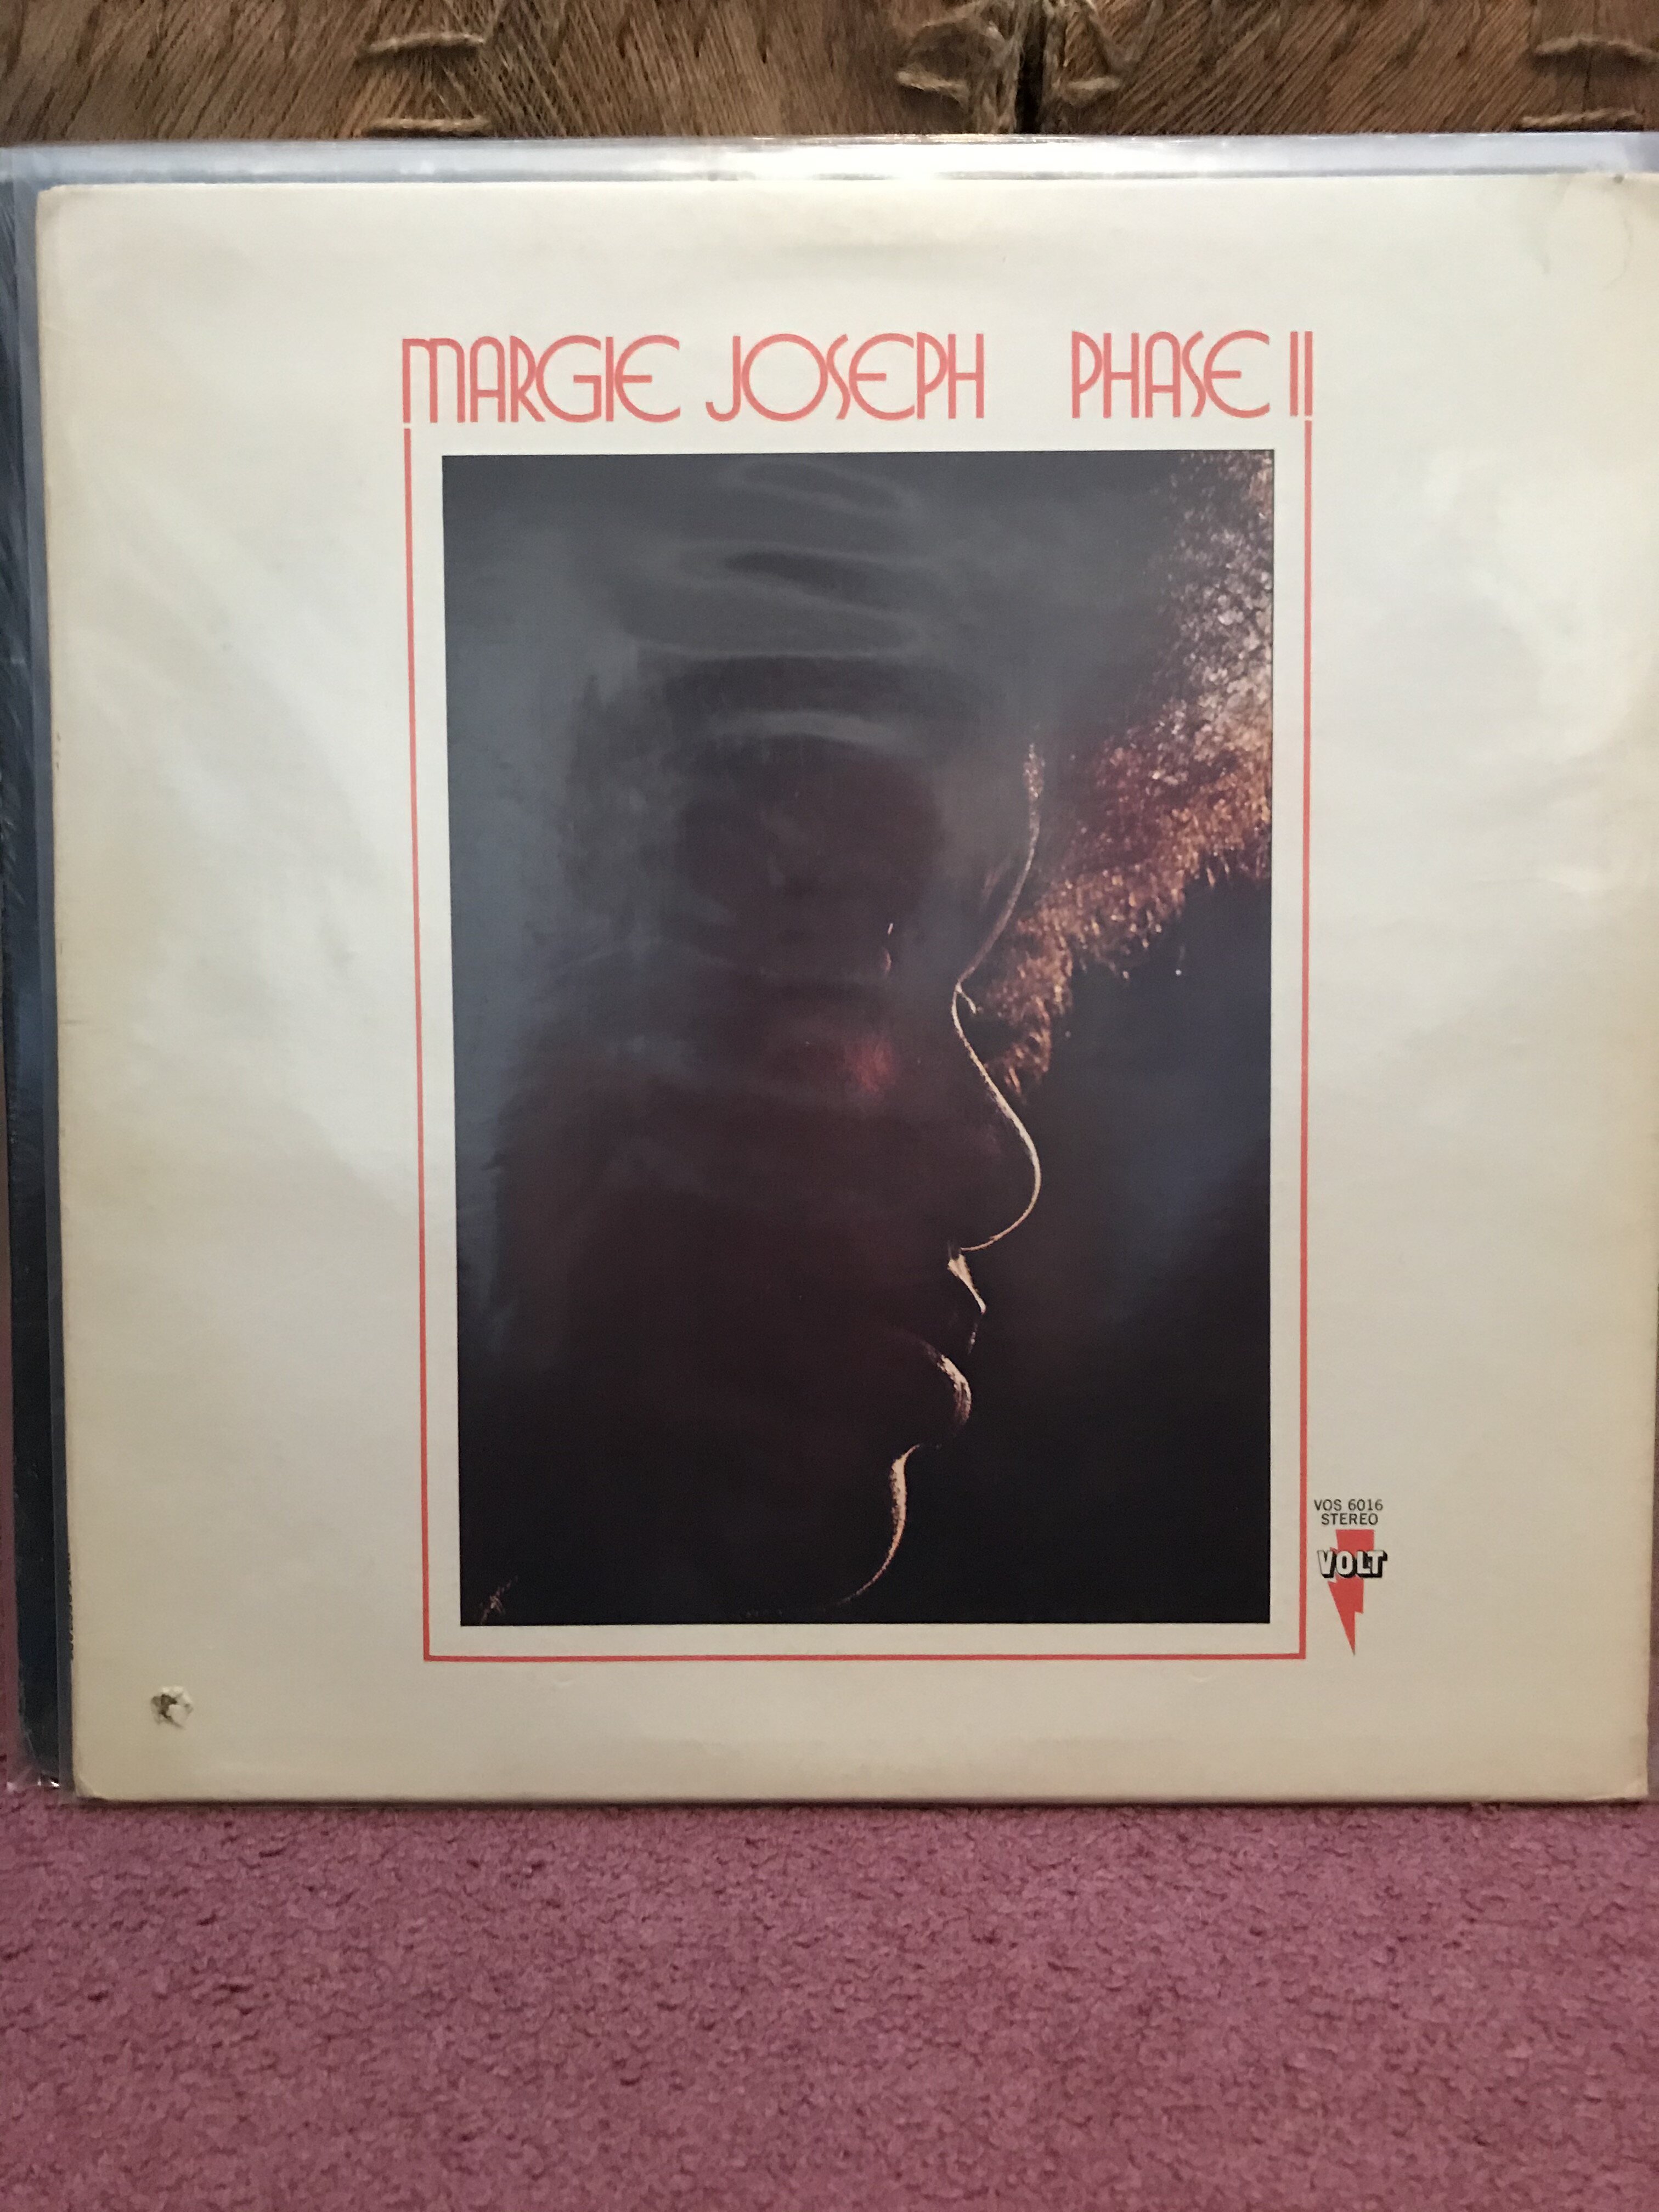 MARGIE JOSEPH PHASE II
VOS 6016
STEREO
VOLT